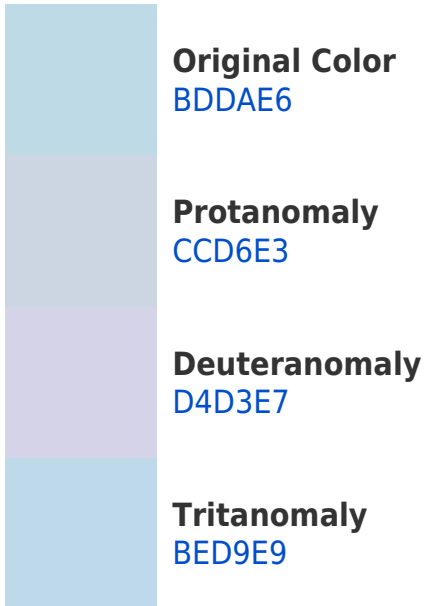 Original Color
BDDAE6
Protanomaly
CCD6E3
Deuteranomaly
D4D3E7
Tritanomaly
BED9E9